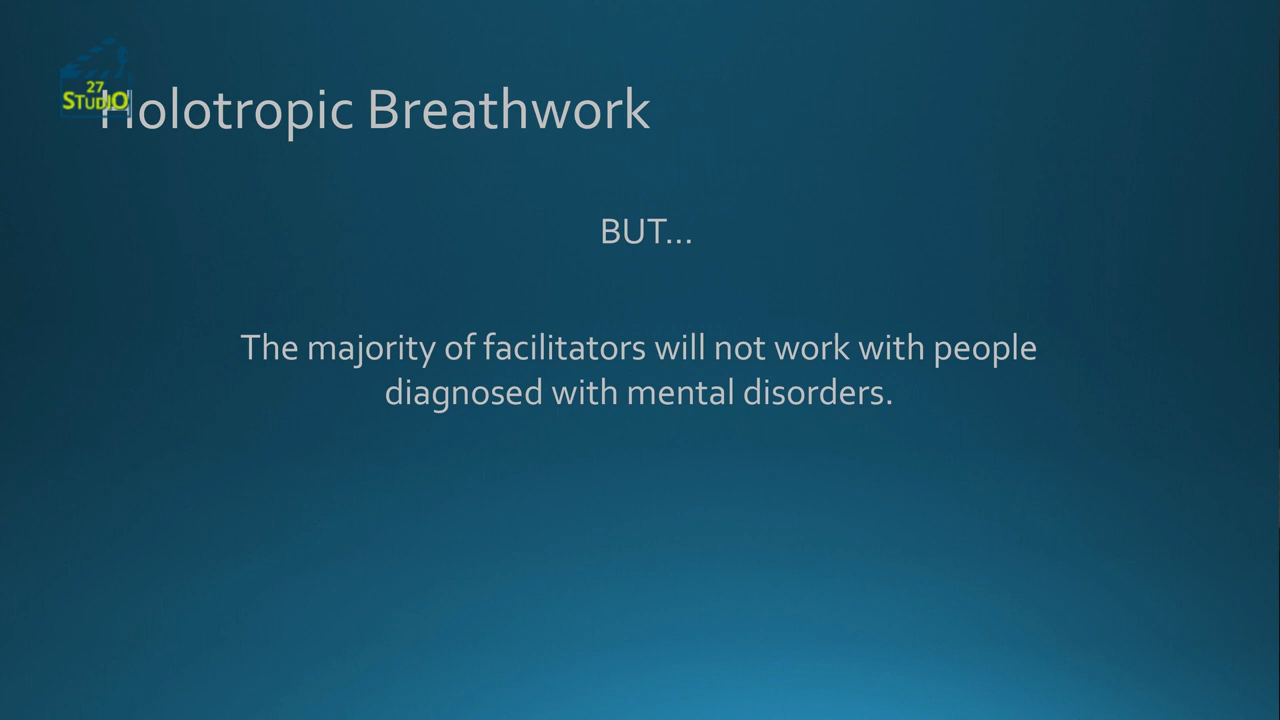 27
STUDIO
Holotropic Breathwork
BUT...
The majority of facilitators will not work with people
diagnosed with mental disorders.